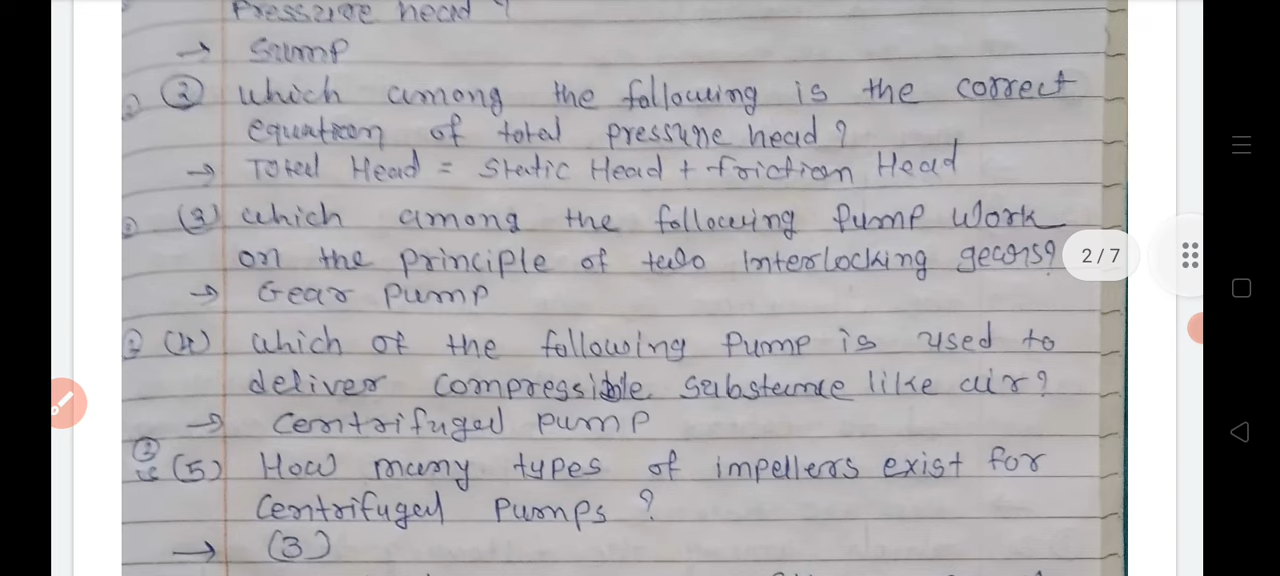 Pressure head ?
→ Sump
(2) which among the following is the correct
equation of total pressure head ?
→ Total Head = Static Head + friction Head
(3) which among the following Pump work
on the principle of two interlocking gears?
2/7
→ Gear Pump
(4) which of the following Pump is used to
deliver compressible substance like air?
→ Centrifugal pump
(5) How many types of impellers exist for
Centrifugal Pumps ?
→ (3)